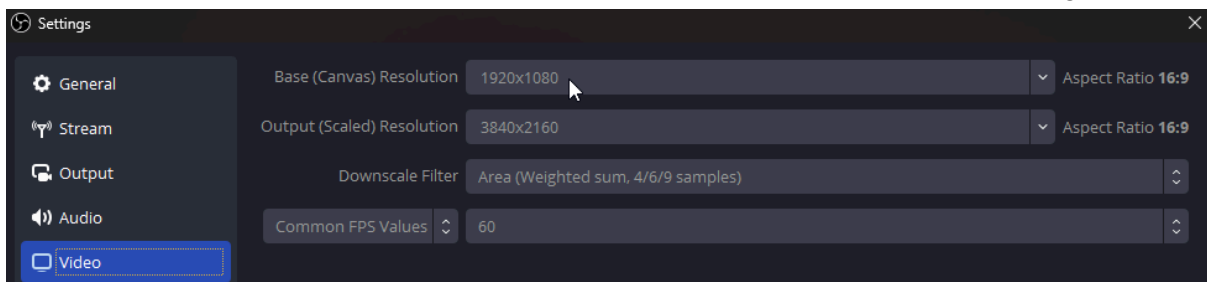 Settings
General
Stream
Output
Audio
Video
Base (Canvas) Resolution 1920x1080 Aspect Ratio 16:9
Output (Scaled) Resolution 3840x2160 Aspect Ratio 16:9
Downscale Filter Area (Weighted sum, 4/6/9 samples)
Common FPS Values 60